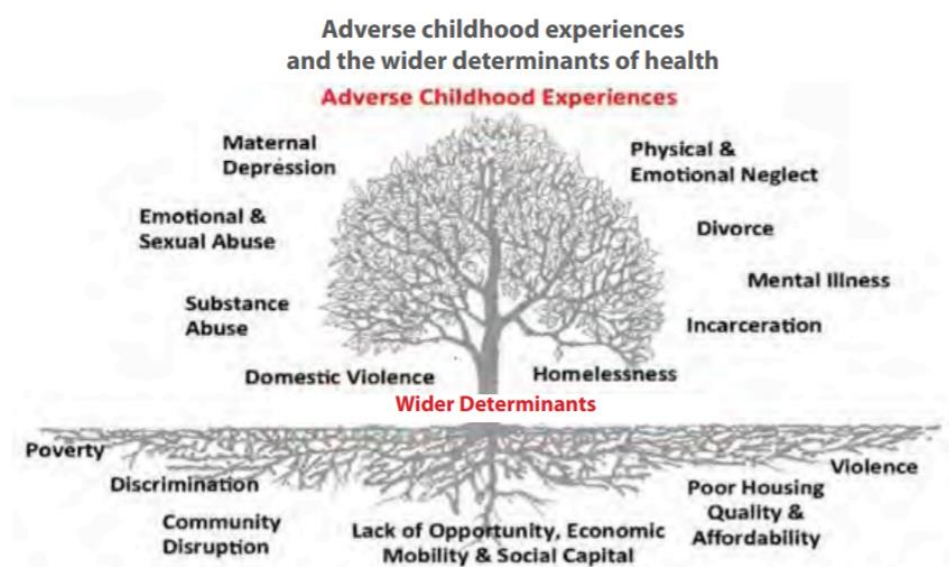 Adverse childhood experiences
and the wider determinants of health
Adverse Childhood Experiences
Maternal
Depression
Physical &
Emotional Neglect
Emotional &
Sexual Abuse
Divorce
Mental Illness
Substance
Abuse
Incarceration
Domestic Violence
Homelessness
Wider Determinants
Poverty
Violence
Discrimination
Poor Housing
Quality &
Affordability
Community
Disruption
Lack of Opportunity, Economic
Mobility & Social Capital